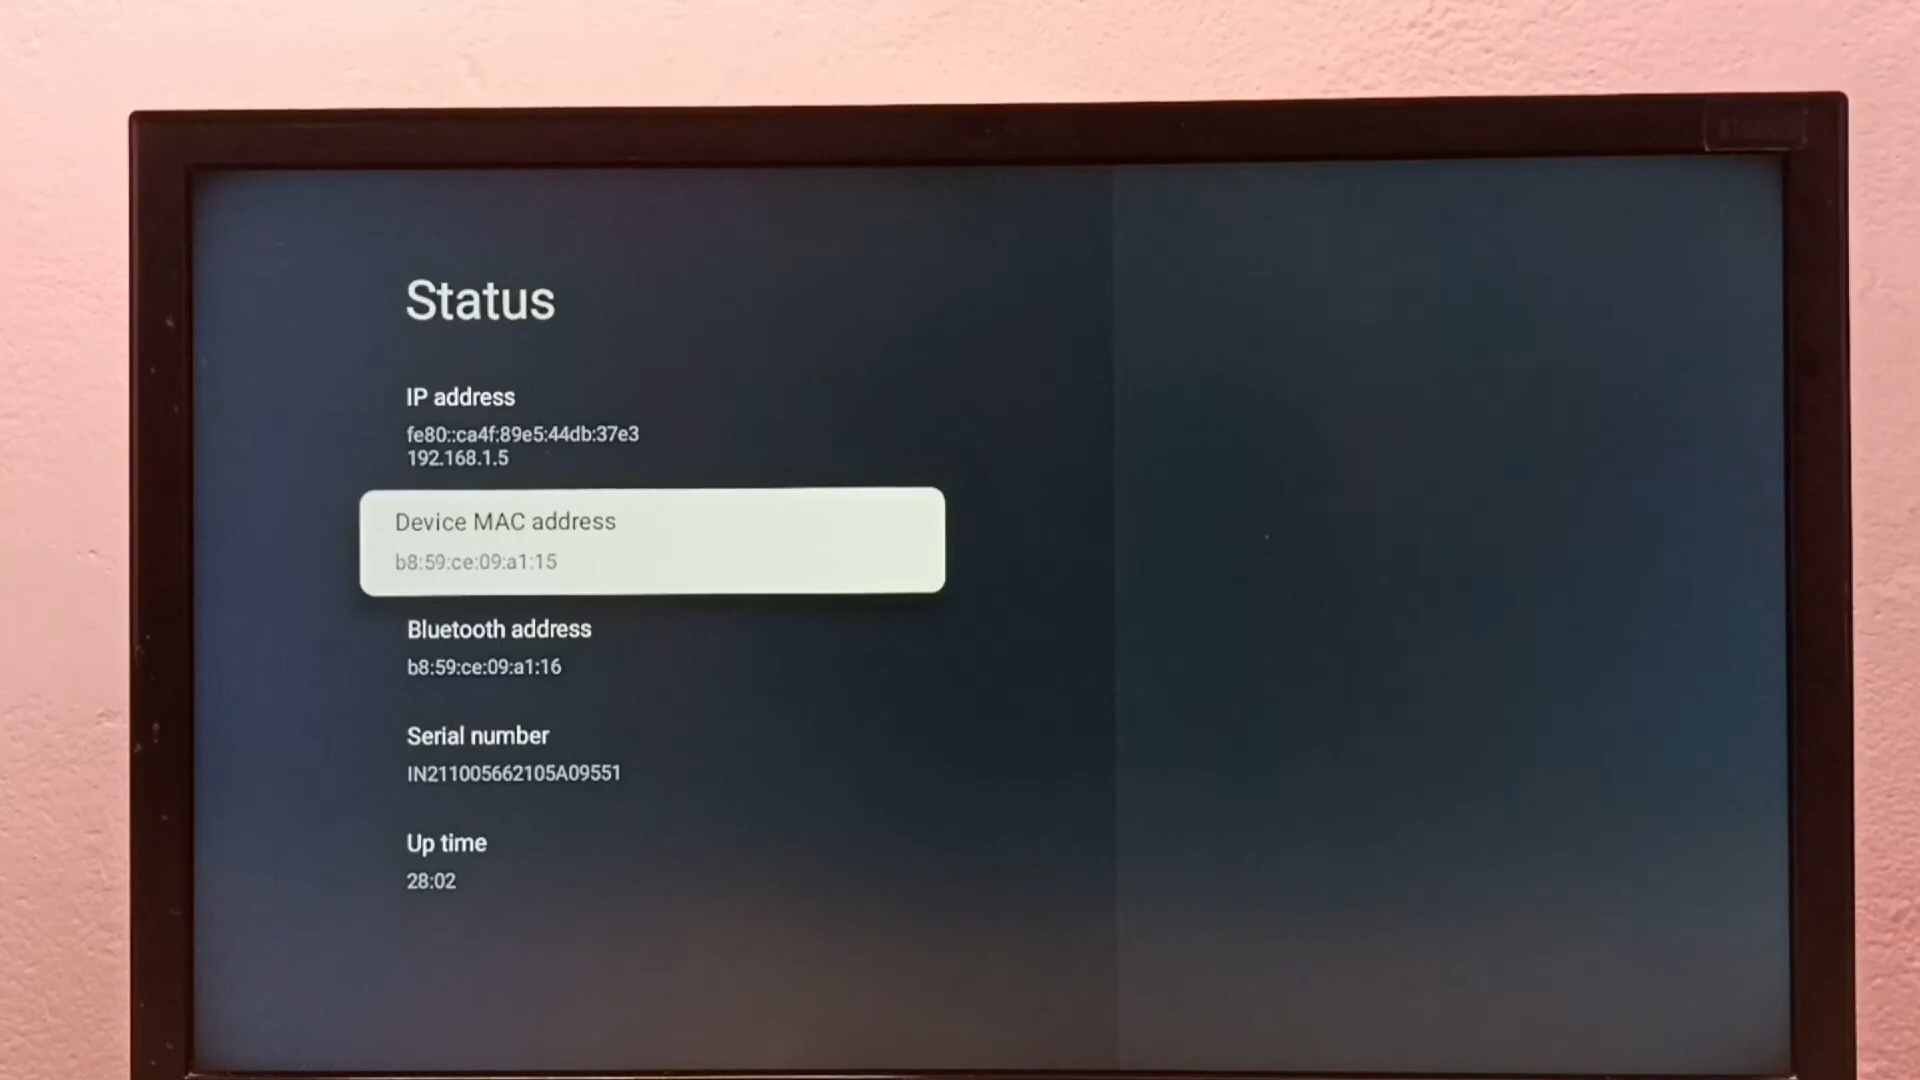 Status
IP address
fe80::ca4f:89e5:44db:37e3
192.168.1.5
Device MAC address
b8:59:ce:09:a1:15
Bluetooth address
b8:59:ce:09:a1:16
Serial number
IN211005662105A09551
Up time
28:02